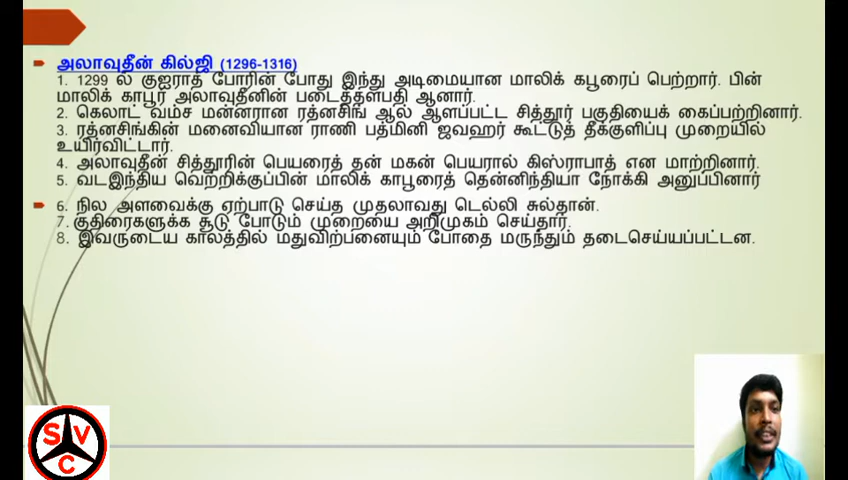 அலாவுதீன் கில்ஜி (1296-1316)
1. 1299 ல் குஜராத் போரின் போது இந்து அடிமையான மாலிக் கபூரைப் பெற்றார். பின்
மாலிக் காபூர் அலாவுதீனின் படைத்தளபதி ஆனார்.
2. கெலாட் வம்ச மன்னரான ரத்னசிங் ஆல் ஆளப்பட்ட சித்தூர் பகுதியைக் கைப்பற்றினார்.
3. ரத்னசிங்கின் மனைவியான ராணி பத்மினி ஜவஹர் கூட்டுத் தீக்குளிப்பு முறையில்
உயிர்விட்டார்.
4. அலாவுதீன் சித்தூரின் பெயரைத் தன் மகன் பெயரால் கிஸ்ராபாத் என மாற்றினார்.
5. வடஇந்திய வெற்றிக்குப்பின் மாலிக் காபூரைத் தென்னிந்தியா நோக்கி அனுப்பினார்
6. நில அளவைக்கு ஏற்பாடு செய்த முதலாவது டெல்லி சுல்தான்.
7. குதிரைகளுக்க சூடு போடும் முறையை அறிமுகம் செய்தார்.
8. இவருடைய காலத்தில் மதுவிற்பனையும் போதை மருந்தும் தடைசெய்யப்பட்டன.
S V
C